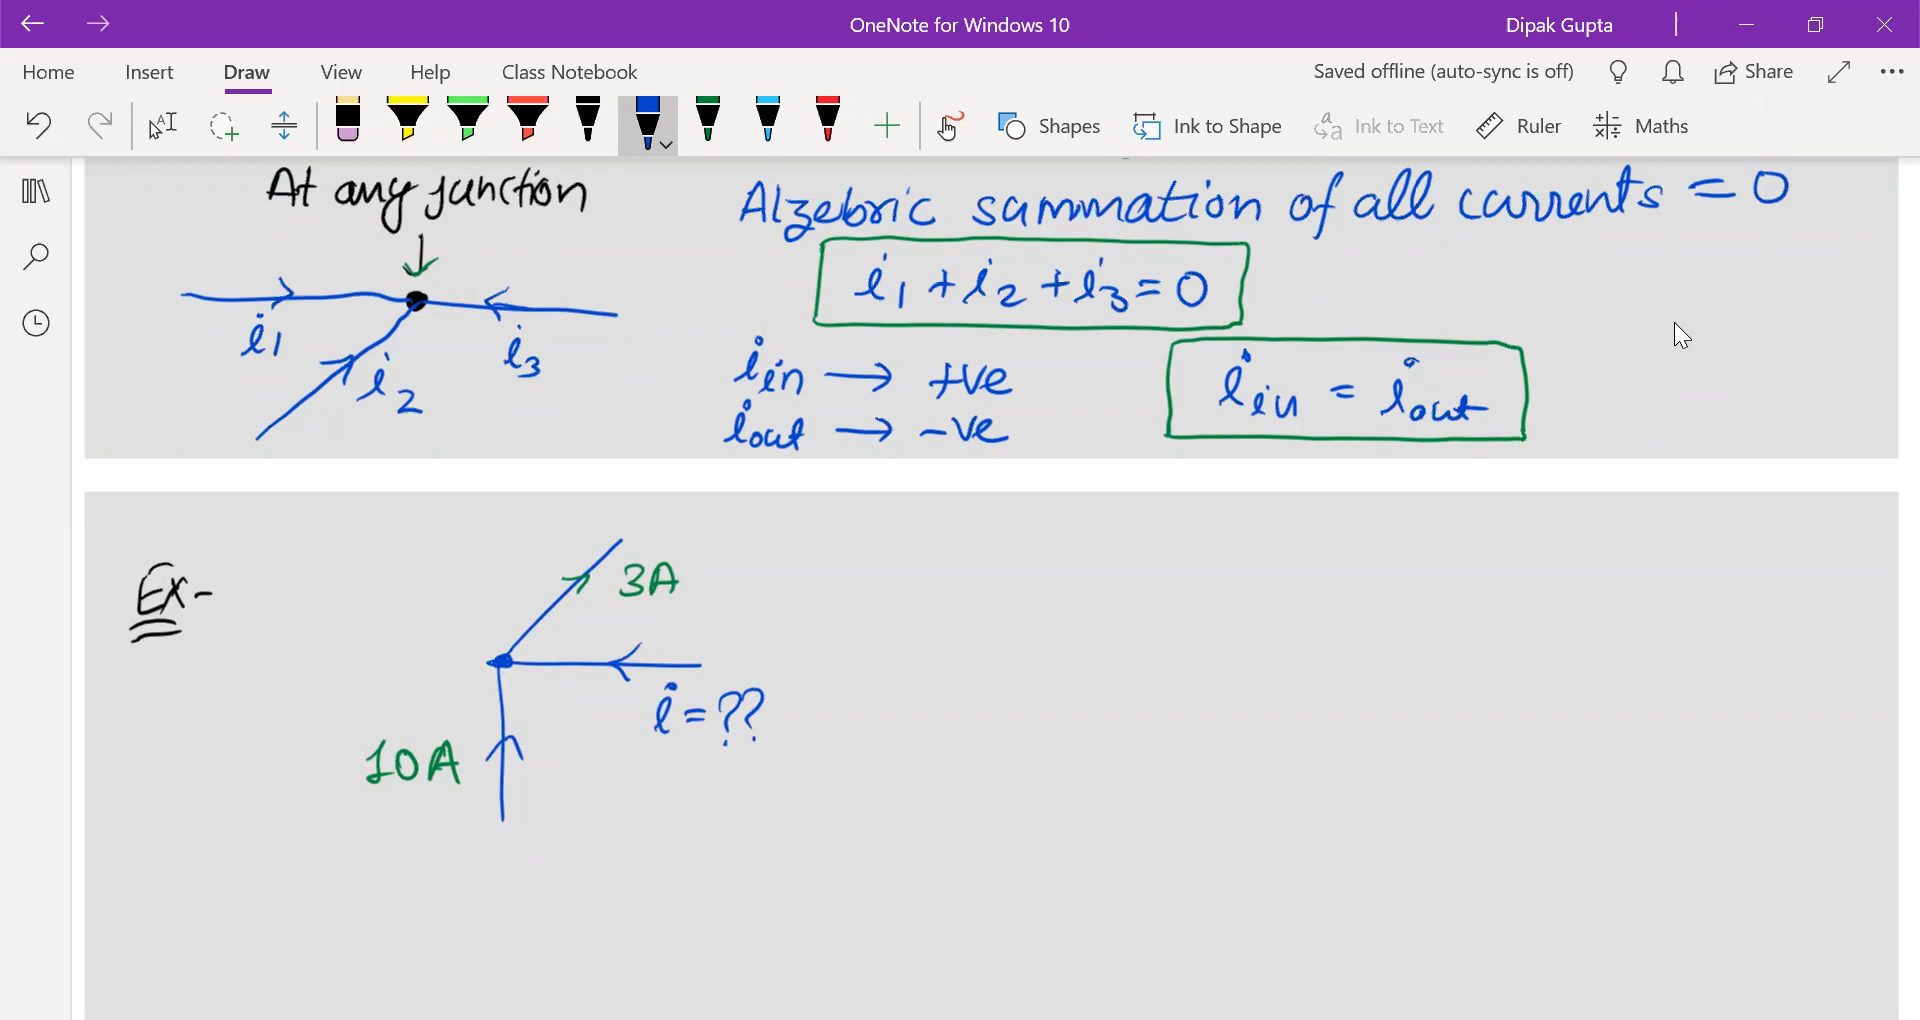 OneNote for Windows 10
Dipak Gupta
Home Insert Draw View Help Class Notebook
Saved offline (auto-sync is off) Share
Shapes Ink to Shape Ink to Text Ruler Maths
At any junction
Alzebric summation of all currents = 0
i1 + i2 + i3 = 0
i1 i2 i3
iin → +ve
iin = iout
iout → -ve
Ex-
3A
i = ??
10A